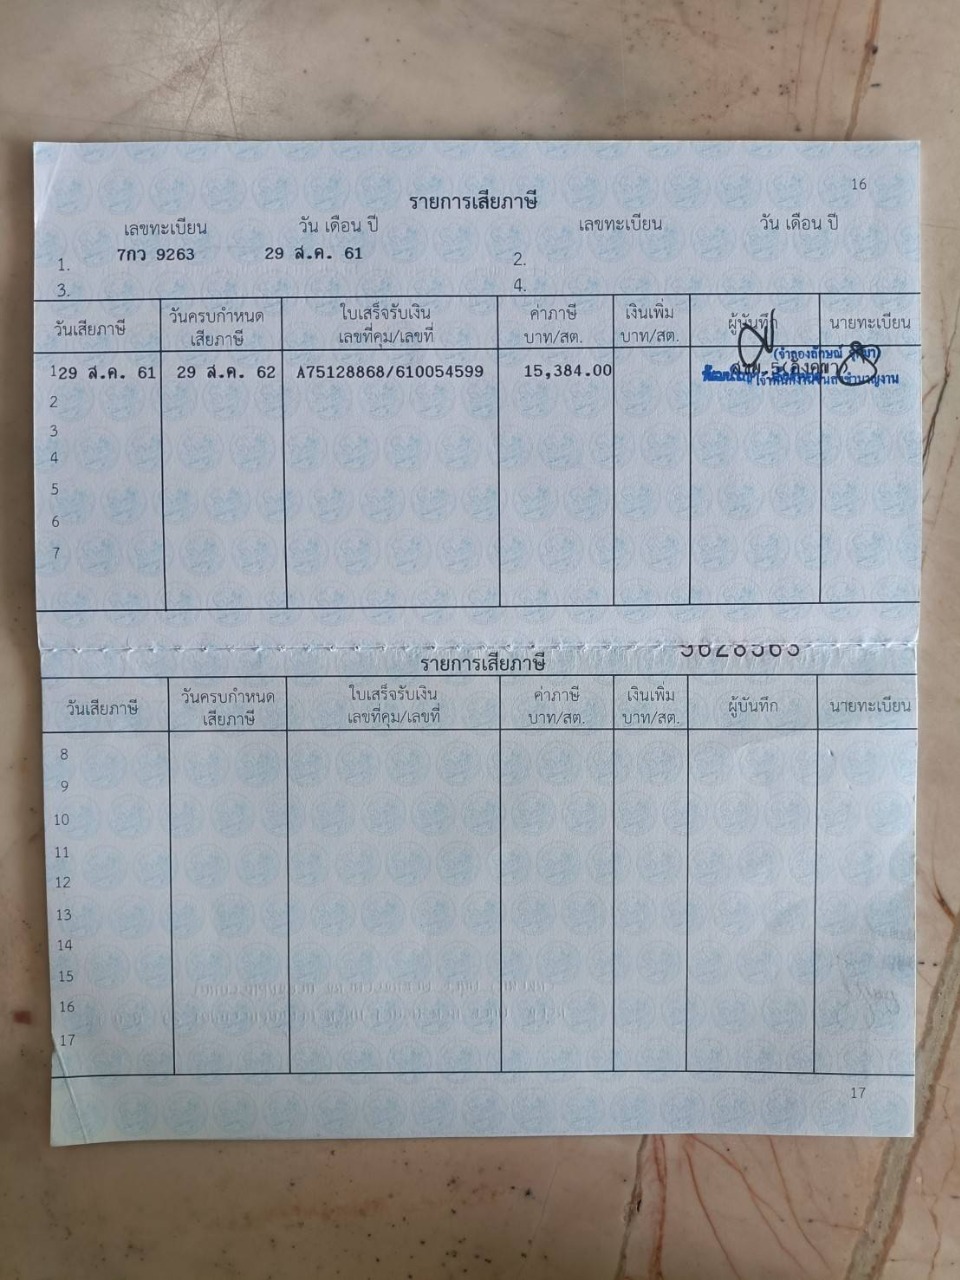 16
รายการเสียภาษี
เลขทะเบียน วัน เดือน ปี เลขทะเบียน วัน เดือน ปี
1. 7กว 9263 29 ส.ค. 61 2.
3. 4.
วันเสียภาษี วันครบกำหนดเสียภาษี ใบเสร็จรับเงิน เลขที่คุม/เลขที่ ค่าภาษี บาท/สต. เงินเพิ่ม บาท/สต. ผู้บันทึก นายทะเบียน
1 29 ส.ค. 61 29 ส.ค. 62 A75128868/610054599 15,384.00
2
3
4
5
6
7
รายการเสียภาษี
วันเสียภาษี วันครบกำหนดเสียภาษี ใบเสร็จรับเงิน เลขที่คุม/เลขที่ ค่าภาษี บาท/สต. เงินเพิ่ม บาท/สต. ผู้บันทึก นายทะเบียน
8
9
10
11
12
13
14
15
16
17
17